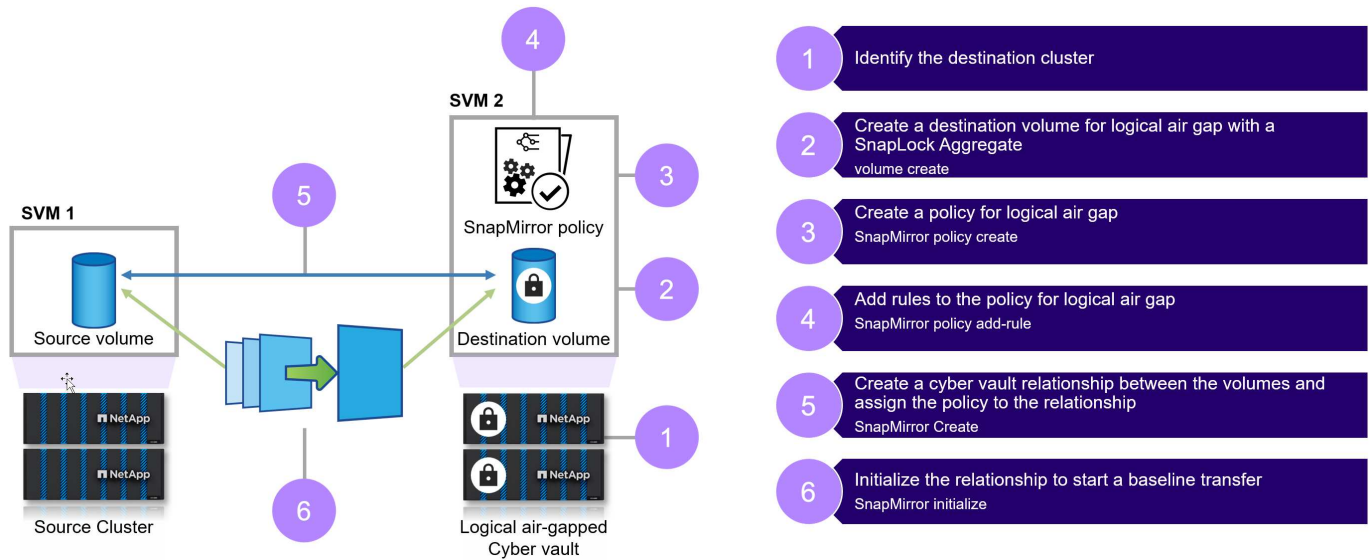 4
SVM 2
5
3
SVM 1
SnapMirror policy
2
Source volume
Destination volume
NetApp
NetApp
1
NetApp
NetApp
6
Source Cluster
Logical air-gapped
Cyber vault
1
Identify the destination cluster
2
Create a destination volume for logical air gap with a
SnapLock Aggregate
volume create
3
Create a policy for logical air gap
SnapMirror policy create
4
Add rules to the policy for logical air gap
SnapMirror policy add-rule
5
Create a cyber vault relationship between the volumes and
assign the policy to the relationship
SnapMirror Create
6
Initialize the relationship to start a baseline transfer
SnapMirror initialize